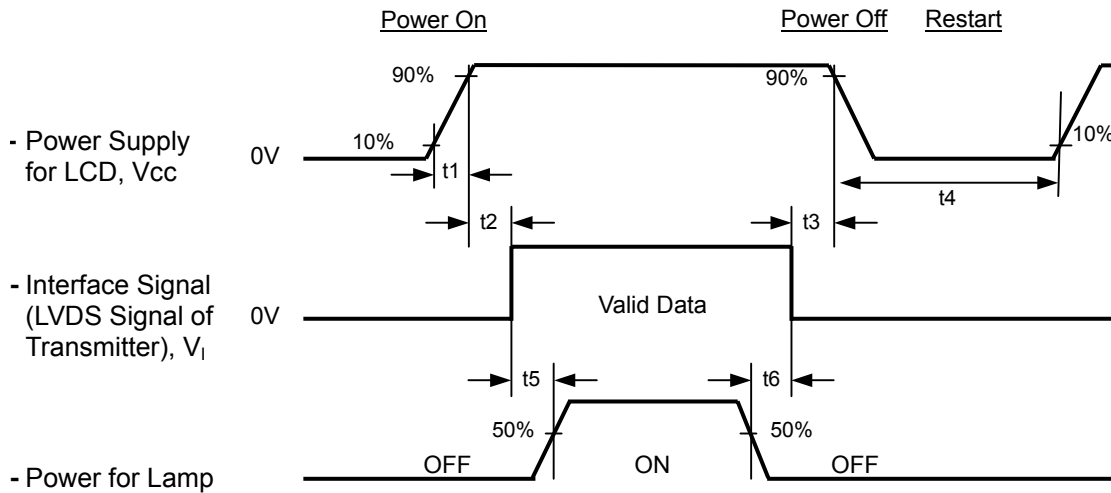 Power On
Power Off
Restart
90%
90%
- Power Supply
for LCD, Vcc
0V
10%
10%
t1
t4
t2
t3
- Interface Signal
(LVDS Signal of
Transmitter), VI
0V
Valid Data
t5
t6
50%
50%
- Power for Lamp
OFF
ON
OFF